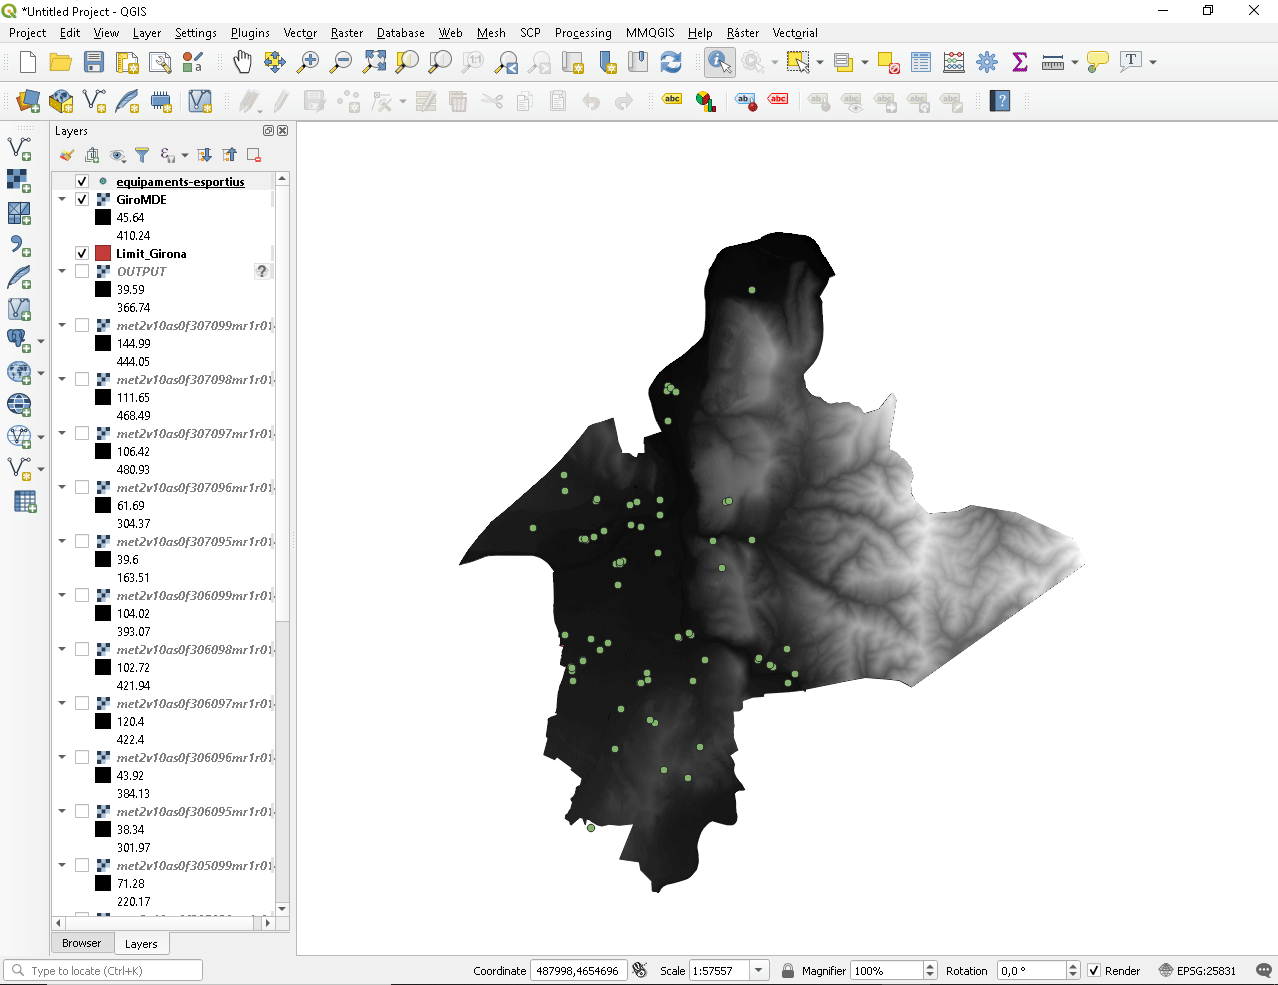 *Untitled Project - QGIS
Project Edit View Layer Settings Plugins Vector Raster Database Web Mesh SCP Processing MMQGIS Help Ráster Vectorial
Layers
equipaments-esportius
GiroMDE
45.64
410.24
Limit_Girona
OUTPUT
39.59
366.74
met2v10as0f307099mr1r01
144.99
444.05
met2v10as0f307098mr1r01
111.65
468.49
met2v10as0f307097mr1r01
106.42
480.93
met2v10as0f307096mr1r01
61.69
304.37
met2v10as0f307095mr1r01
39.6
163.51
met2v10as0f306099mr1r01
104.02
393.07
met2v10as0f306098mr1r01
102.72
421.94
met2v10as0f306097mr1r01
120.4
422.4
met2v10as0f306096mr1r01
43.92
384.13
met2v10as0f306095mr1r01
38.34
301.97
met2v10as0f305099mr1r01
71.28
220.17
Browser Layers
Type to locate (Ctrl+K) Coordinate 487998,4654696 Scale 1:57557 Magnifier 100% Rotation 0,0 ° Render EPSG:25831